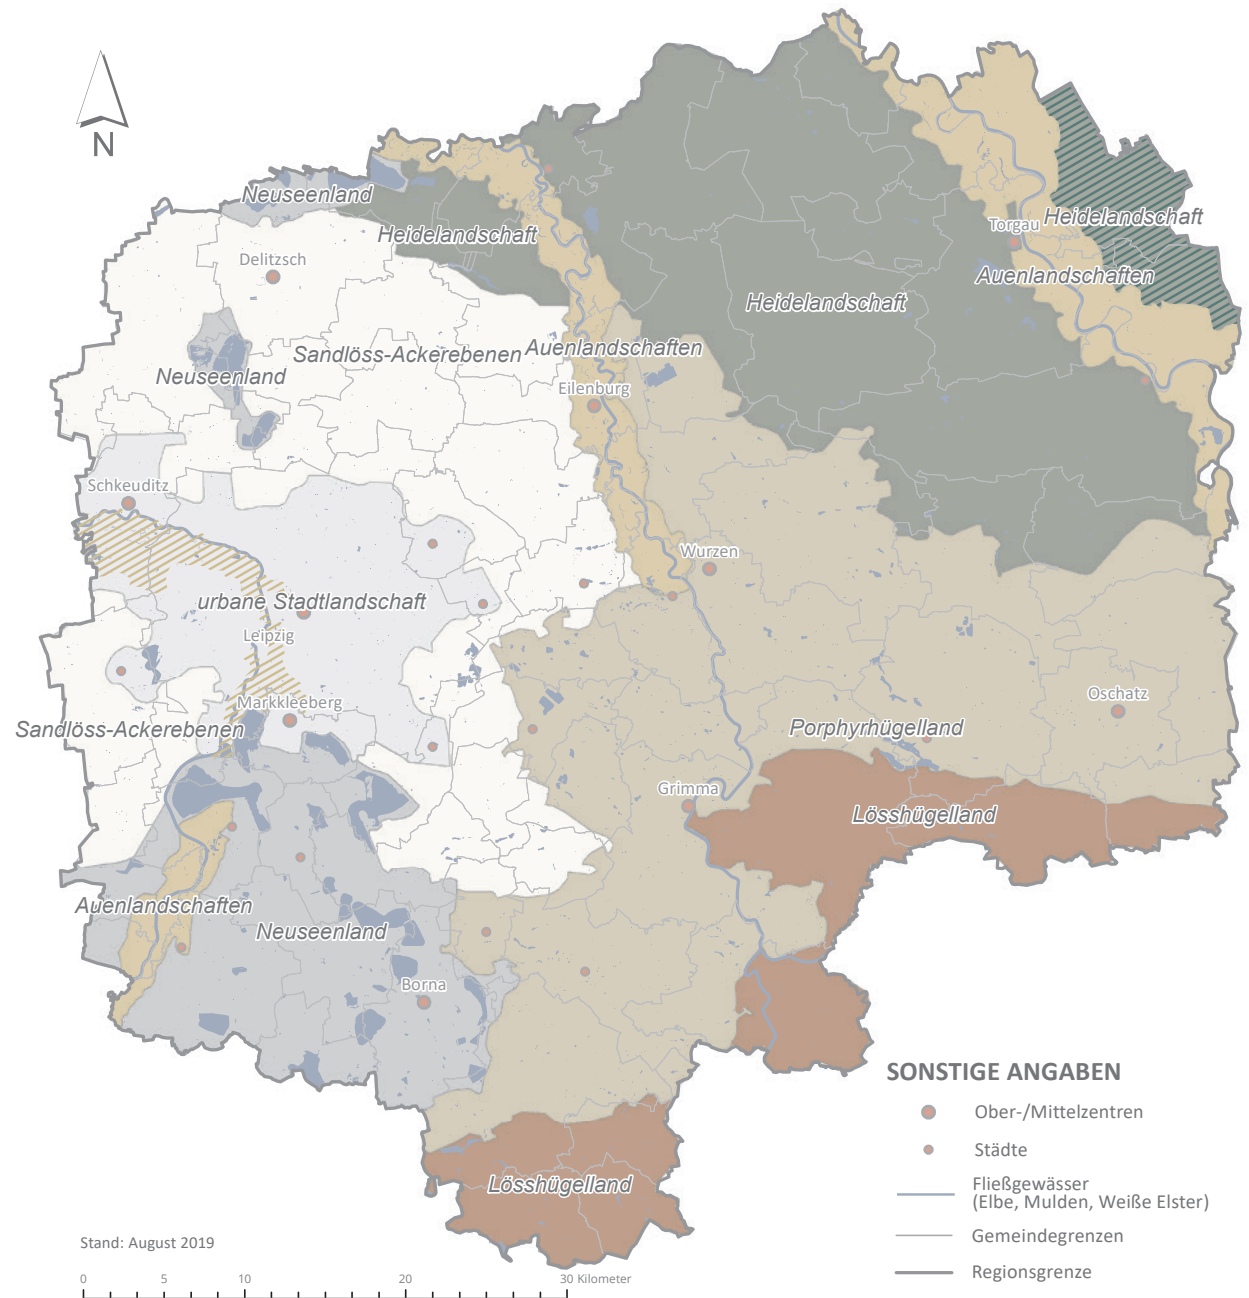 N
Neuseenland
Heidelandschaft
Torgau
Heidelandschaft
Delitzsch
Auenlandschaften
Heidelandschaft
Sandlöss-Ackerebenen
Auenlandschaften
Neuseenland
Eilenburg
Schkeuditz
Wurzen
urbane Stadtlandschaft
Leipzig
Markkleeberg
Oschatz
Sandlöss-Ackerebenen
Porphyrhügelland
Grimma
Lösshügelland
Auenlandschaften
Neuseenland
Borna
Lösshügelland
SONSTIGE ANGABEN
Ober-/Mittelzentren
Städte
Fließgewässer
(Elbe, Mulden, Weiße Elster)
Gemeindegrenzen
Regionsgrenze
Stand: August 2019
0 5 10 20 30 Kilometer